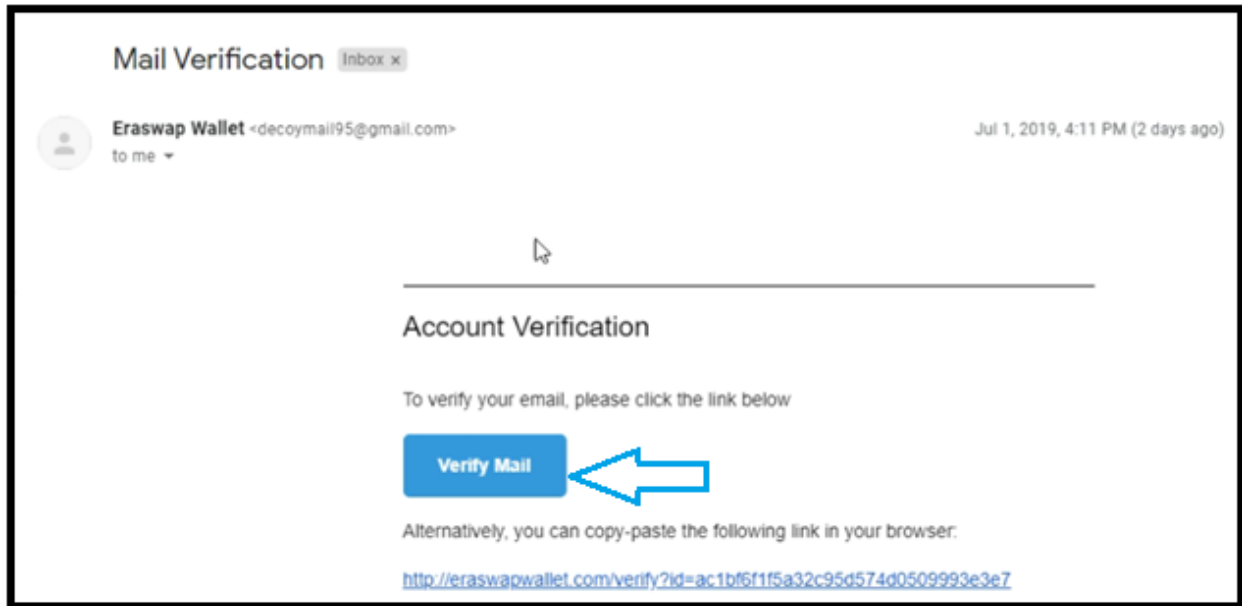 Mail Verification Inbox x
Eraswap Wallet <decoymail95@gmail.com> Jul 1, 2019, 4:11 PM (2 days ago)
to me
Account Verification
To verify your email, please click the link below
Verify Mail
Alternatively, you can copy-paste the following link in your browser:
http://eraswapwallet.com/verify?id=ac1bf6f1f5a32c95d574d0509993e3e7